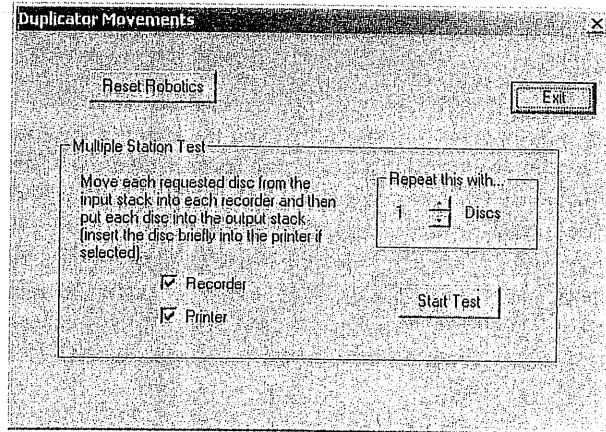 Duplicator Movements
Reset Robotics
Exit
Multiple Station Test
Move each requested disc from the
input stack into each recorder and then
put each disc into the output stack
(insert the disc briefly into the printer if
selected).
Repeat this with...
1 Discs
Recorder
Printer
Start Test